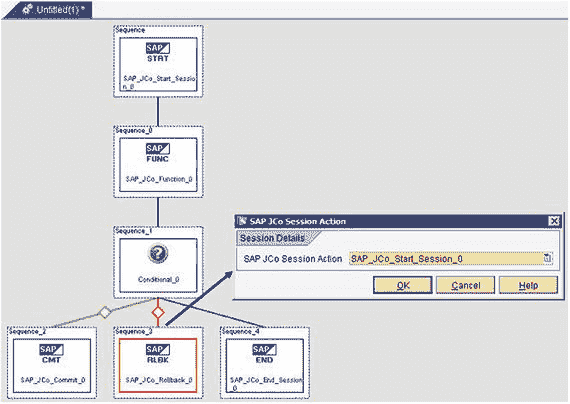 Untitled(1) *
Sequence
SAP
STRT
SAP_JCo_Start_Sessio
n_0
Sequence_0
SAP
FUNC
SAP_JCo_Function_0
Sequence_1
Conditional_0
SAP JCo Session Action
Session Details
SAP JCo Session Action SAP_JCo_Start_Session_0
OK Cancel Help
Sequence_2 Sequence_3 Sequence_4
SAP SAP SAP
CMT RLBK END
SAP_JCo_Commit_0 SAP_JCo_Rollback_0 SAP_JCo_End_Session
_0